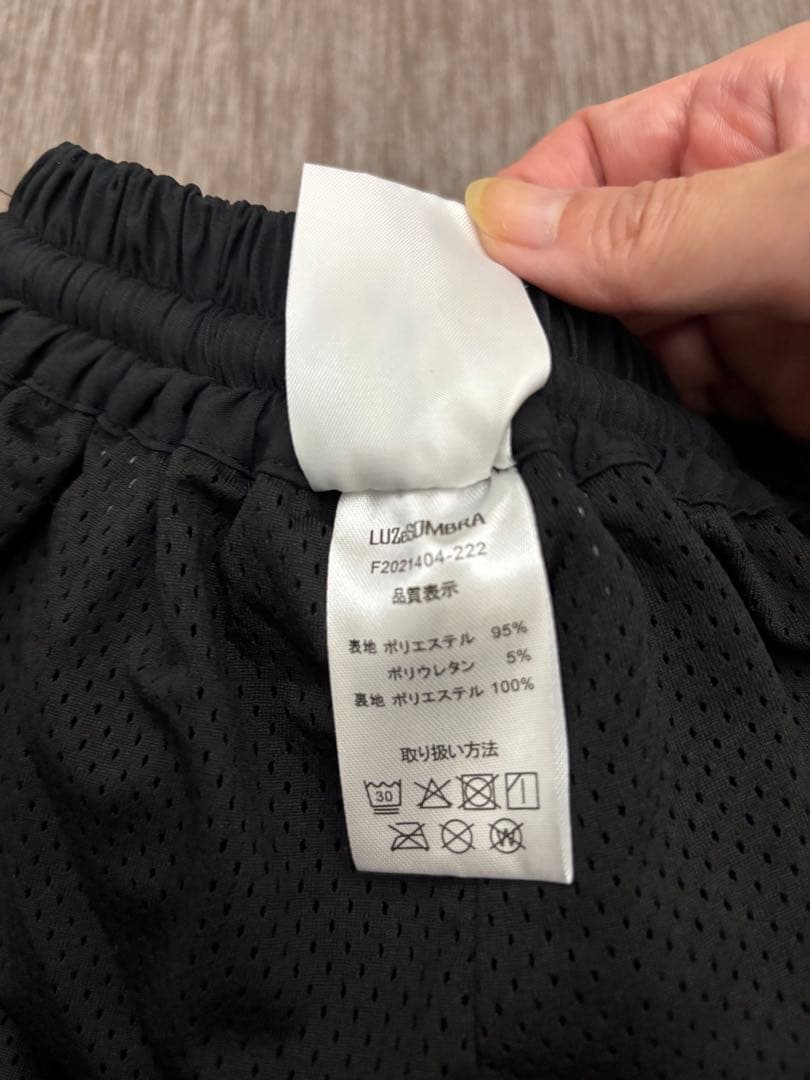 LUZeSOMBRA
F2021404-222
品質表示
表地 ポリエステル 95%
ポリウレタン 5%
裏地 ポリエステル 100%
取り扱い方法
30
W